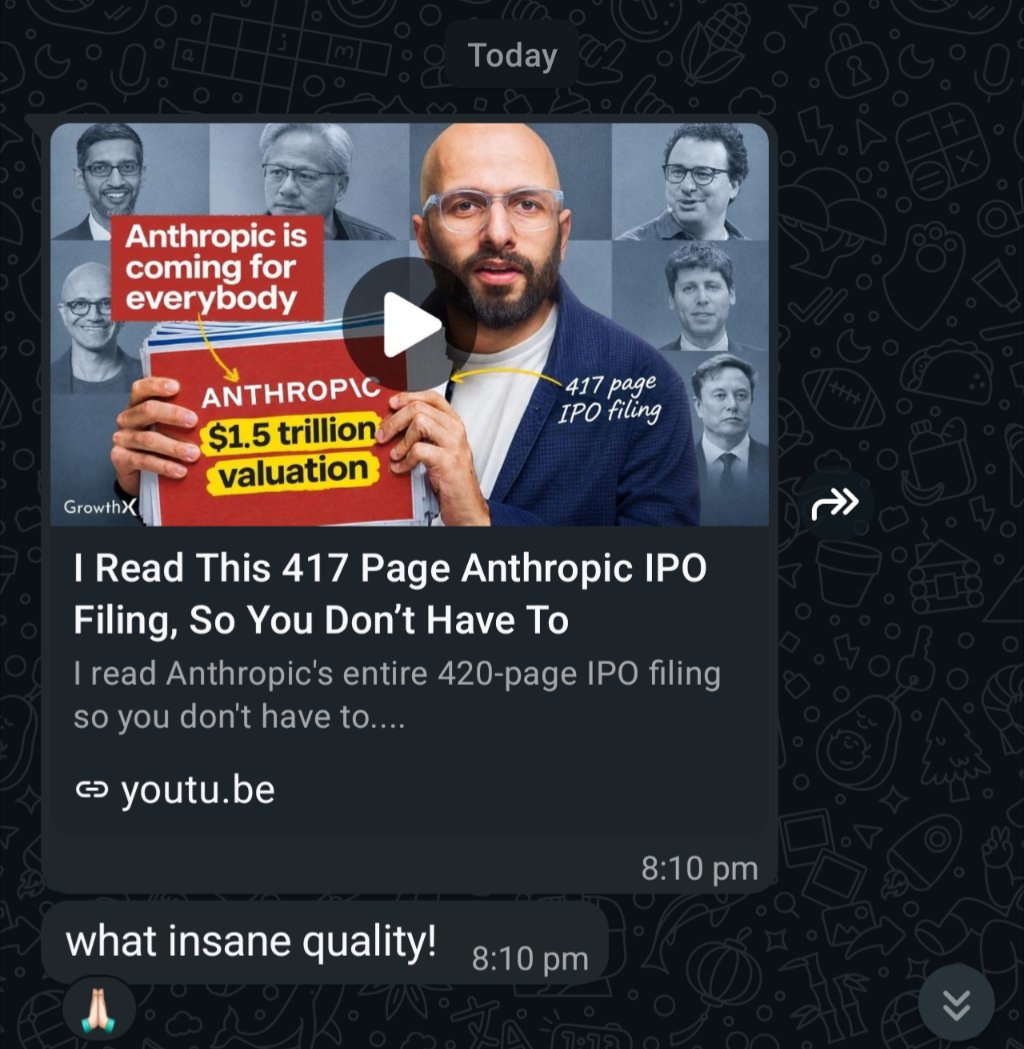 Today
Anthropic is
coming for
everybody
ANTHROP\C
$1.5 trillion
valuation
417 page
IPO filing
GrowthX
I Read This 417 Page Anthropic IPO
Filing, So You Don’t Have To
I read Anthropic's entire 420-page IPO filing
so you don't have to....
youtu.be
8:10 pm
what insane quality!
8:10 pm